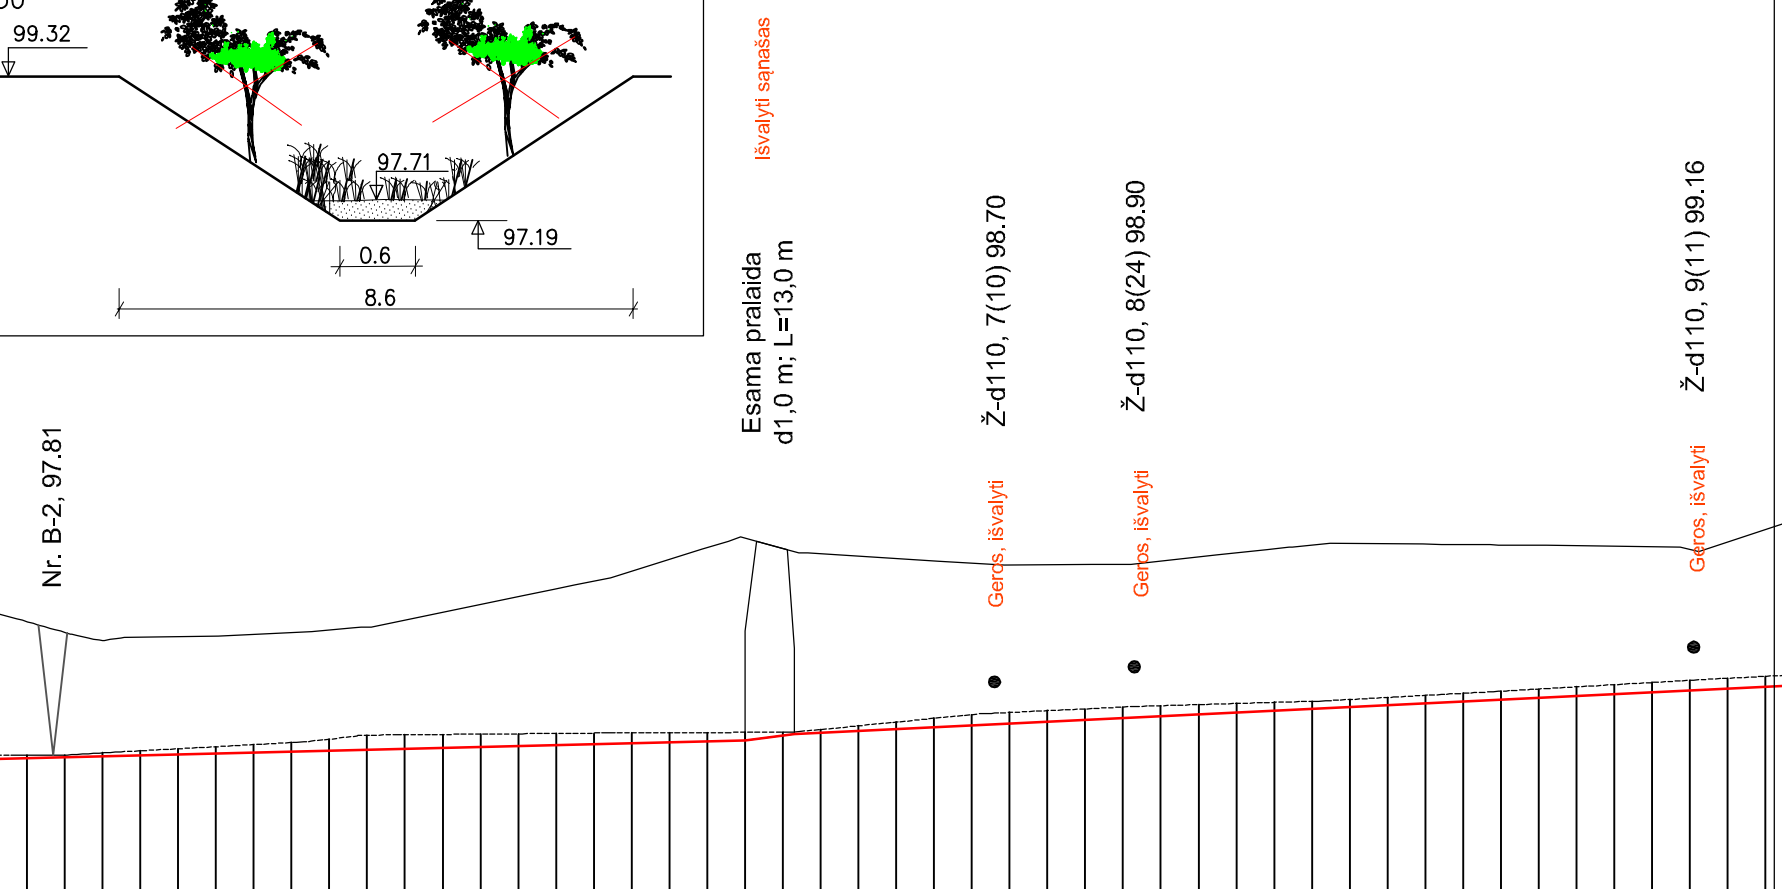 99.32
97.71
97.19
0.6
8.6
Išvalyti sąnašas
Esama pralaida
d1,0 m; L=13,0 m
Ž-d110, 7(10) 98.70
Ž-d110, 8(24) 98.90
Ž-d110, 9(11) 99.16
Nr. B-2, 97.81
Geros, išvalyti
Geros, išvalyti
Geros, išvalyti